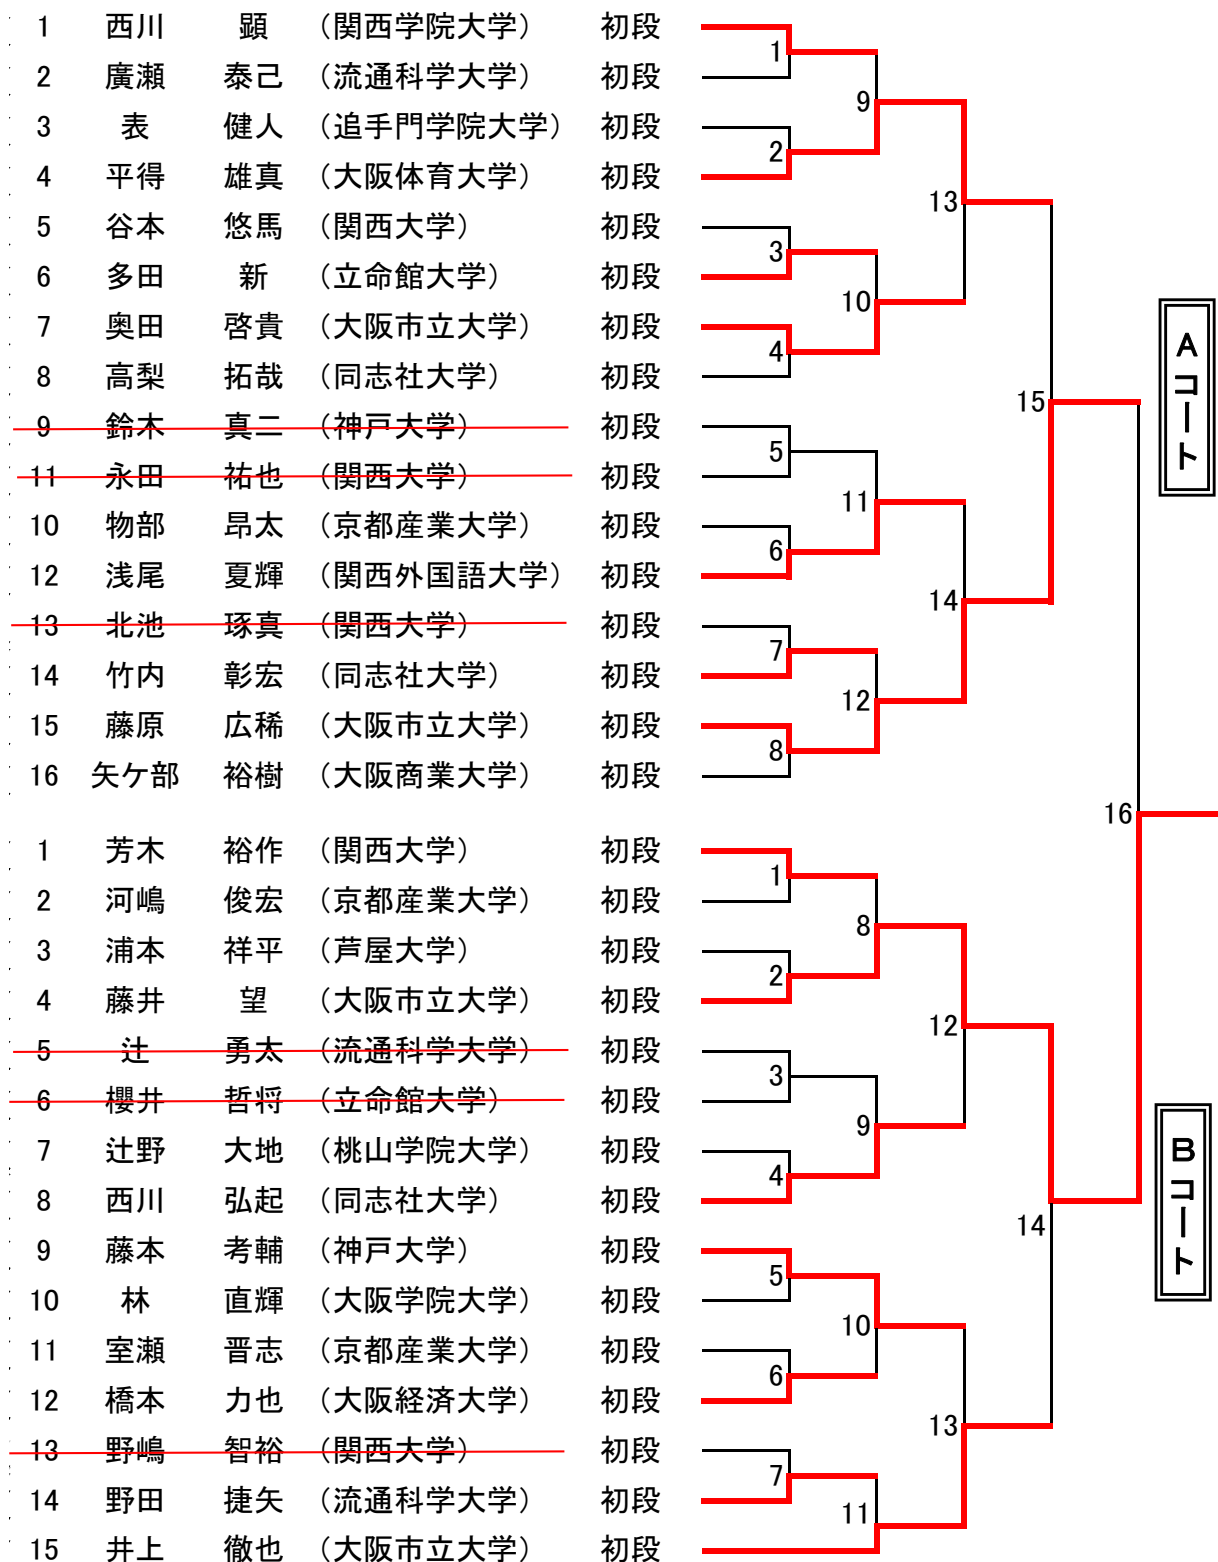 1 西川 顕 （関西学院大学） 初段
1
2 廣瀬 泰己 （流通科学大学） 初段
9
3 表 健人 （追手門学院大学） 初段
2
4 平得 雄真 （大阪体育大学） 初段
13
5 谷本 悠馬 （関西大学） 初段
3
6 多田 新 （立命館大学） 初段
10
7 奥田 啓貴 （大阪市立大学） 初段
4
8 高梨 拓哉 （同志社大学） 初段
Aコート
15
9 鈴木 真二 （神戸大学） 初段
5
11 永田 祐也 （関西大学） 初段
11
10 物部 昂太 （京都産業大学） 初段
6
12 浅尾 夏輝 （関西外国語大学） 初段
14
13 北池 琢真 （関西大学） 初段
7
14 竹内 彰宏 （同志社大学） 初段
12
15 藤原 広稀 （大阪市立大学） 初段
8
16 矢ケ部 裕樹 （大阪商業大学） 初段
16
1 芳木 裕作 （関西大学） 初段
1
2 河嶋 俊宏 （京都産業大学） 初段
8
3 浦本 祥平 （芦屋大学） 初段
2
4 藤井 望 （大阪市立大学） 初段
12
5 辻 勇太 （流通科学大学） 初段
3
6 櫻井 哲将 （立命館大学） 初段
9
7 辻野 大地 （桃山学院大学） 初段
4
8 西川 弘起 （同志社大学） 初段
Bコート
14
9 藤本 考輔 （神戸大学） 初段
5
10 林 直輝 （大阪学院大学） 初段
10
11 室瀬 晋志 （京都産業大学） 初段
6
12 橋本 力也 （大阪経済大学） 初段
13
13 野嶋 智裕 （関西大学） 初段
7
14 野田 捷矢 （流通科学大学） 初段
11
15 井上 徹也 （大阪市立大学） 初段